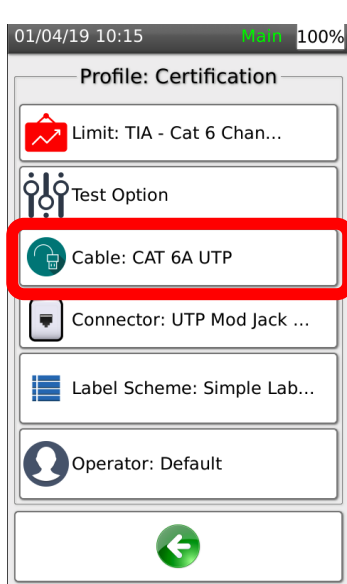 01/04/19 10:15 Main 100%
Profile: Certification
Limit: TIA - Cat 6 Chan...
Test Option
Cable: CAT 6A UTP
Connector: UTP Mod Jack ...
Label Scheme: Simple Lab...
Operator: Default